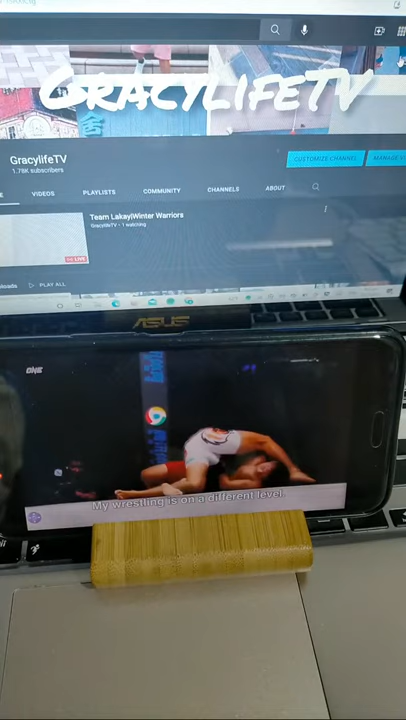 GRACYLIFETV
GracylifeTV
1.78K subscribers
CUSTOMIZE CHANNEL
MANAGE
VIDEOS
PLAYLISTS
COMMUNITY
CHANNELS
ABOUT
Team Lakay|Winter Warriors
GracylifeTV • 1 watching
LIVE
PLAY ALL
ASUS
ONE
My wrestling is on a different level